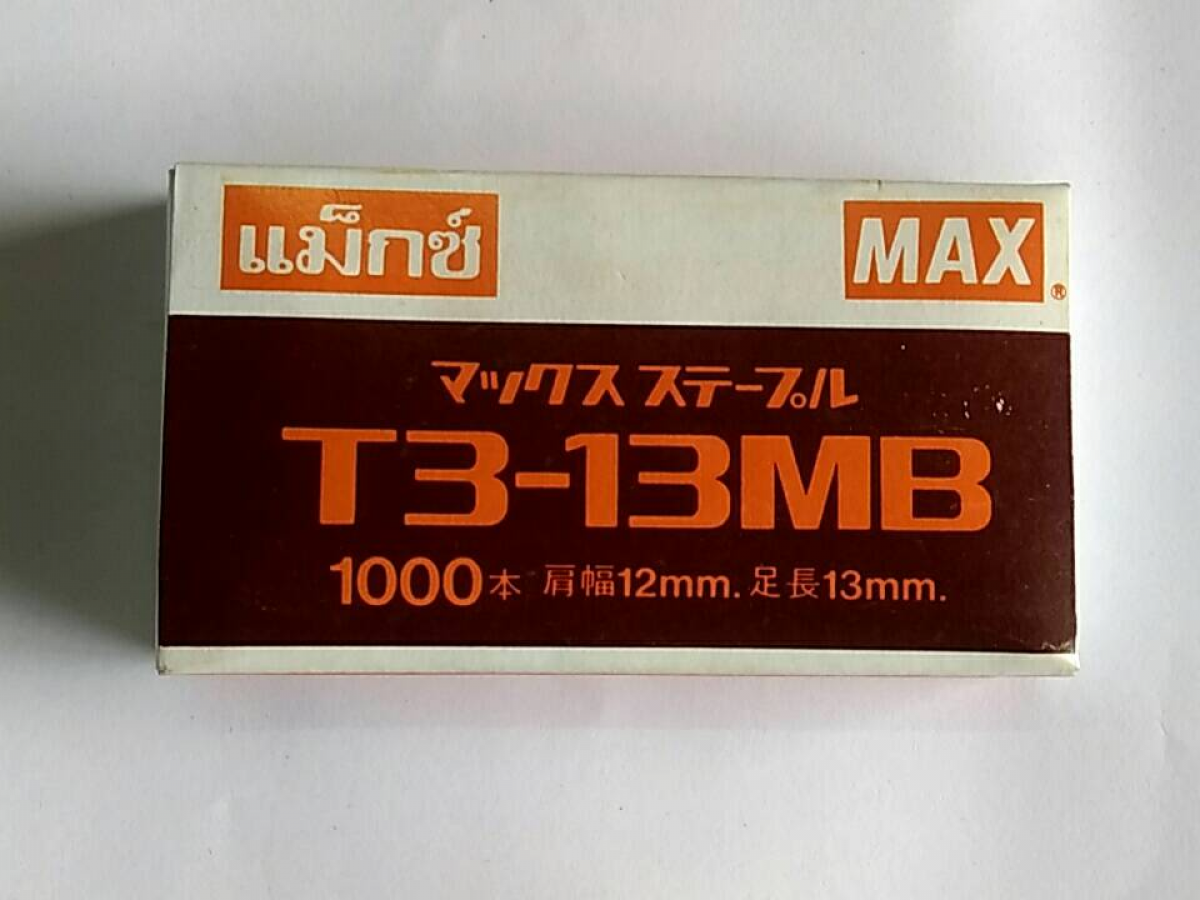 แม็กซ์
MAX®
マックス ステープル
T3-13MB
1000本 肩幅12mm. 足長13mm.